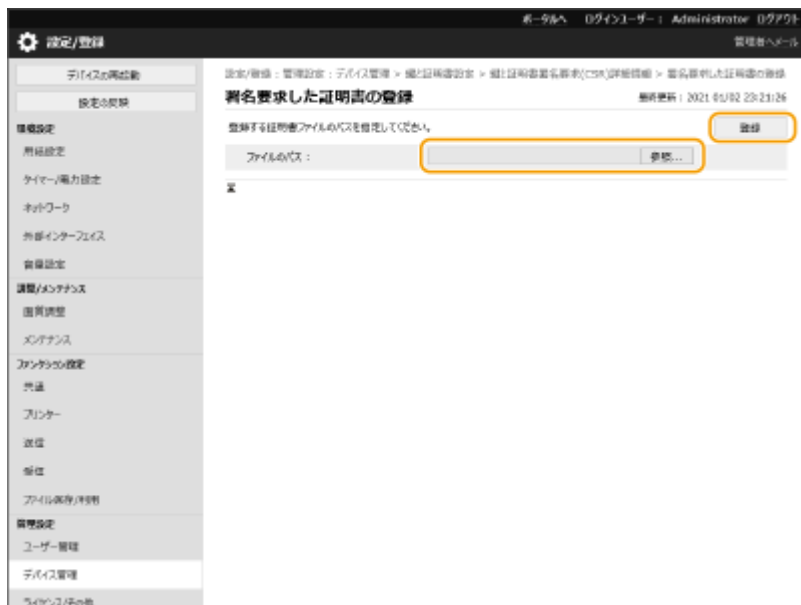 ポータルへ ログインユーザー： Administrator ログアウト
設定/登録
管理者へメール
デバイスの再起動
設定の反映
設定/登録 : 管理設定 : デバイス管理 > 鍵と証明書設定 > 鍵と証明書署名要求(CSR)詳細情報 > 署名要求した証明書の登録
署名要求した証明書の登録
最終更新 : 2021 01/02 23:21:26
登録する証明書ファイルのパスを指定してください。
登録
ファイルのパス :
参照...
環境設定
用紙設定
タイマー/電力設定
ネットワーク
外部インターフェイス
音量設定
調整/メンテナンス
画質調整
メンテナンス
ファンクション設定
共通
プリンター
送信
受信
ファイル保存/利用
管理設定
ユーザー管理
デバイス管理
ライセンス/その他